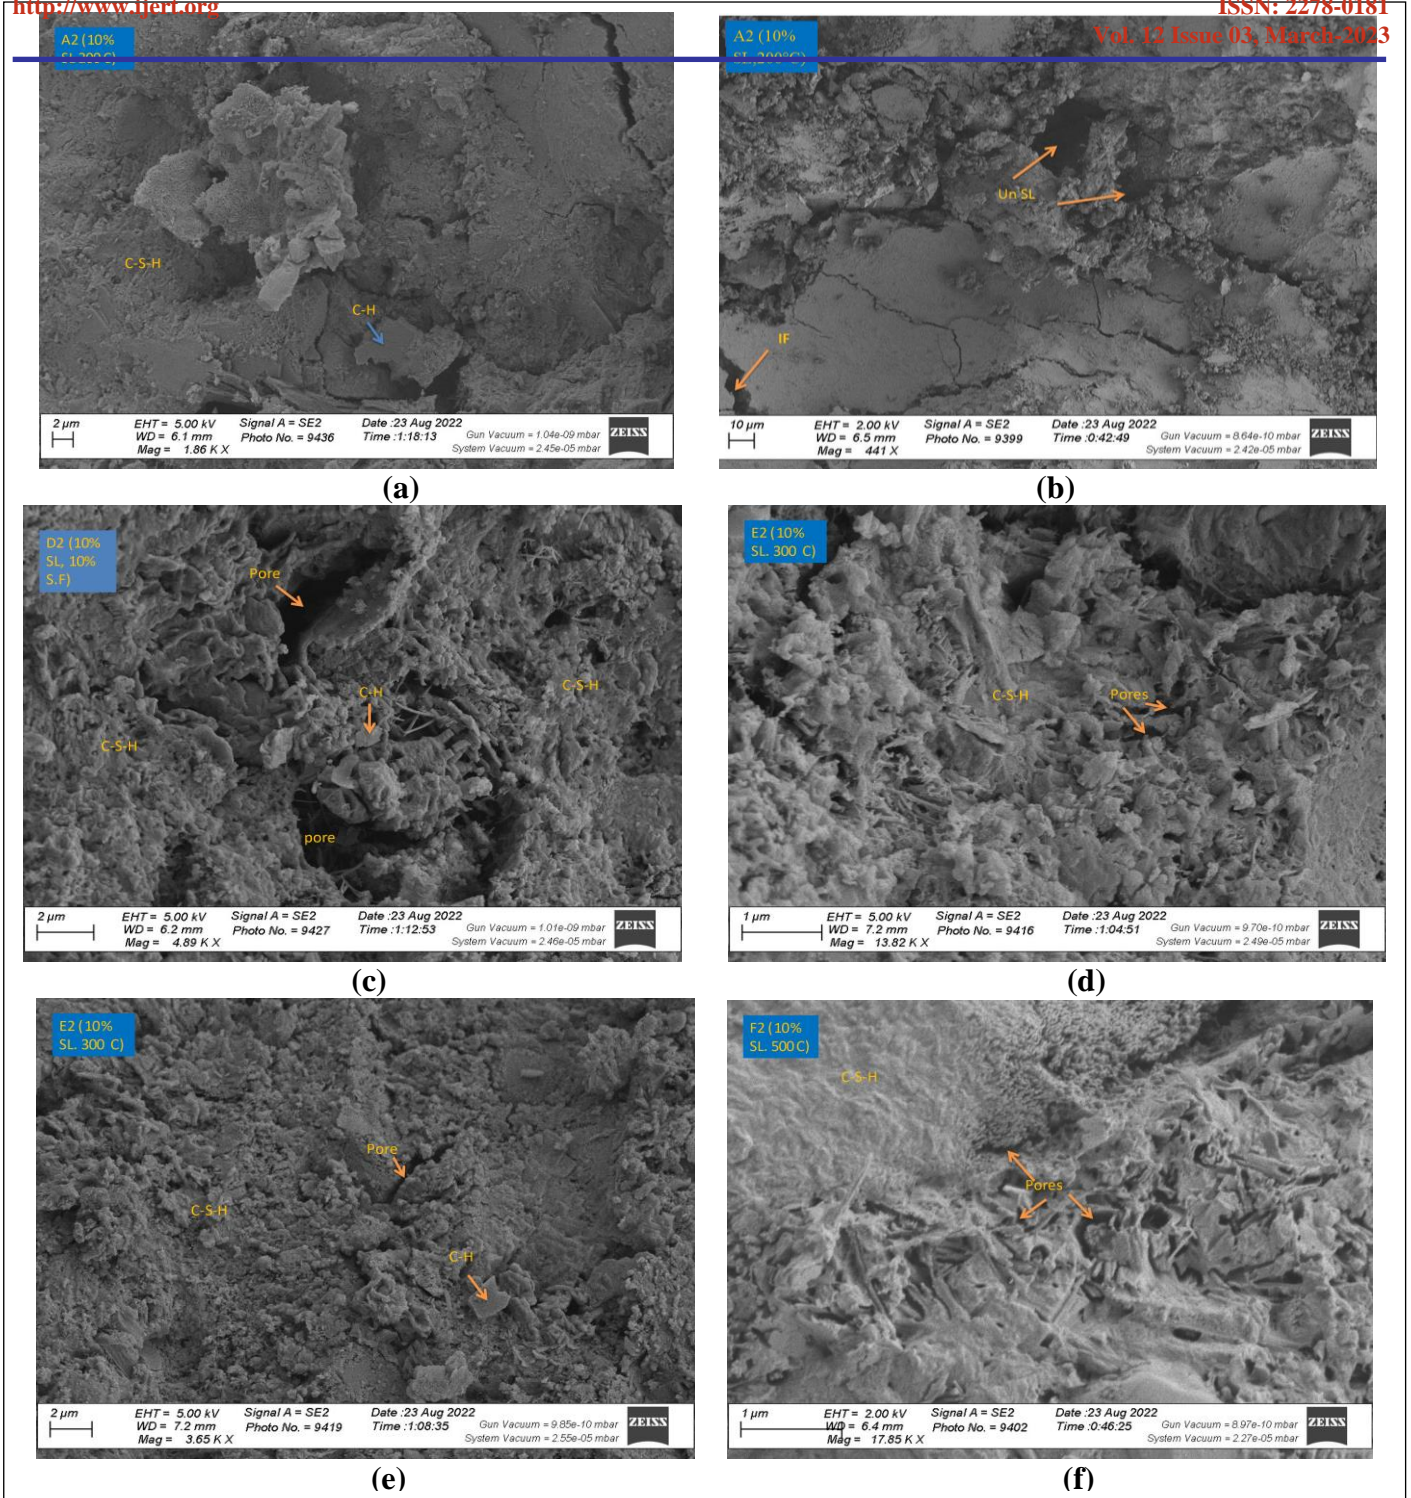 http://www.ijert.org
ISSN: 2278-0181
Vol. 12 Issue 03, March-2023
A2 (10%
SL 200 C)
C-S-H
C-H
2 µm
EHT = 5.00 kV
WD = 6.1 mm
Mag = 1.86 K X
Signal A = SE2
Photo No. = 9436
Date :23 Aug 2022
Time :1:18:13
Gun Vacuum = 1.04e-09 mbar
System Vacuum = 2.45e-05 mbar
ZEISS
(a)
A2 (10%
SL,200°C)
Un SL
IF
10 µm
EHT = 2.00 kV
WD = 6.5 mm
Mag = 441 X
Signal A = SE2
Photo No. = 9399
Date :23 Aug 2022
Time :0:42:49
Gun Vacuum = 8.64e-10 mbar
System Vacuum = 2.42e-05 mbar
ZEISS
(b)
D2 (10%
SL, 10%
S.F)
Pore
C-H
C-S-H
C-S-H
pore
2 µm
EHT = 5.00 kV
WD = 6.2 mm
Mag = 4.89 K X
Signal A = SE2
Photo No. = 9427
Date :23 Aug 2022
Time :1:12:53
Gun Vacuum = 1.01e-09 mbar
System Vacuum = 2.46e-05 mbar
ZEISS
(c)
E2 (10%
SL. 300 C)
C-S-H
Pores
1 µm
EHT = 5.00 kV
WD = 7.2 mm
Mag = 13.82 K X
Signal A = SE2
Photo No. = 9416
Date :23 Aug 2022
Time :1:04:51
Gun Vacuum = 9.70e-10 mbar
System Vacuum = 2.49e-05 mbar
ZEISS
(d)
E2 (10%
SL. 300 C)
Pore
C-S-H
C-H
2 µm
EHT = 5.00 kV
WD = 7.2 mm
Mag = 3.65 K X
Signal A = SE2
Photo No. = 9419
Date :23 Aug 2022
Time :1:08:35
Gun Vacuum = 9.85e-10 mbar
System Vacuum = 2.55e-05 mbar
ZEISS
(e)
F2 (10%
SL. 500 C)
C-S-H
Pores
1 µm
EHT = 2.00 kV
WD = 6.4 mm
Mag = 17.85 K X
Signal A = SE2
Photo No. = 9402
Date :23 Aug 2022
Time :0:46:25
Gun Vacuum = 8.97e-10 mbar
System Vacuum = 2.27e-05 mbar
ZEISS
(f)